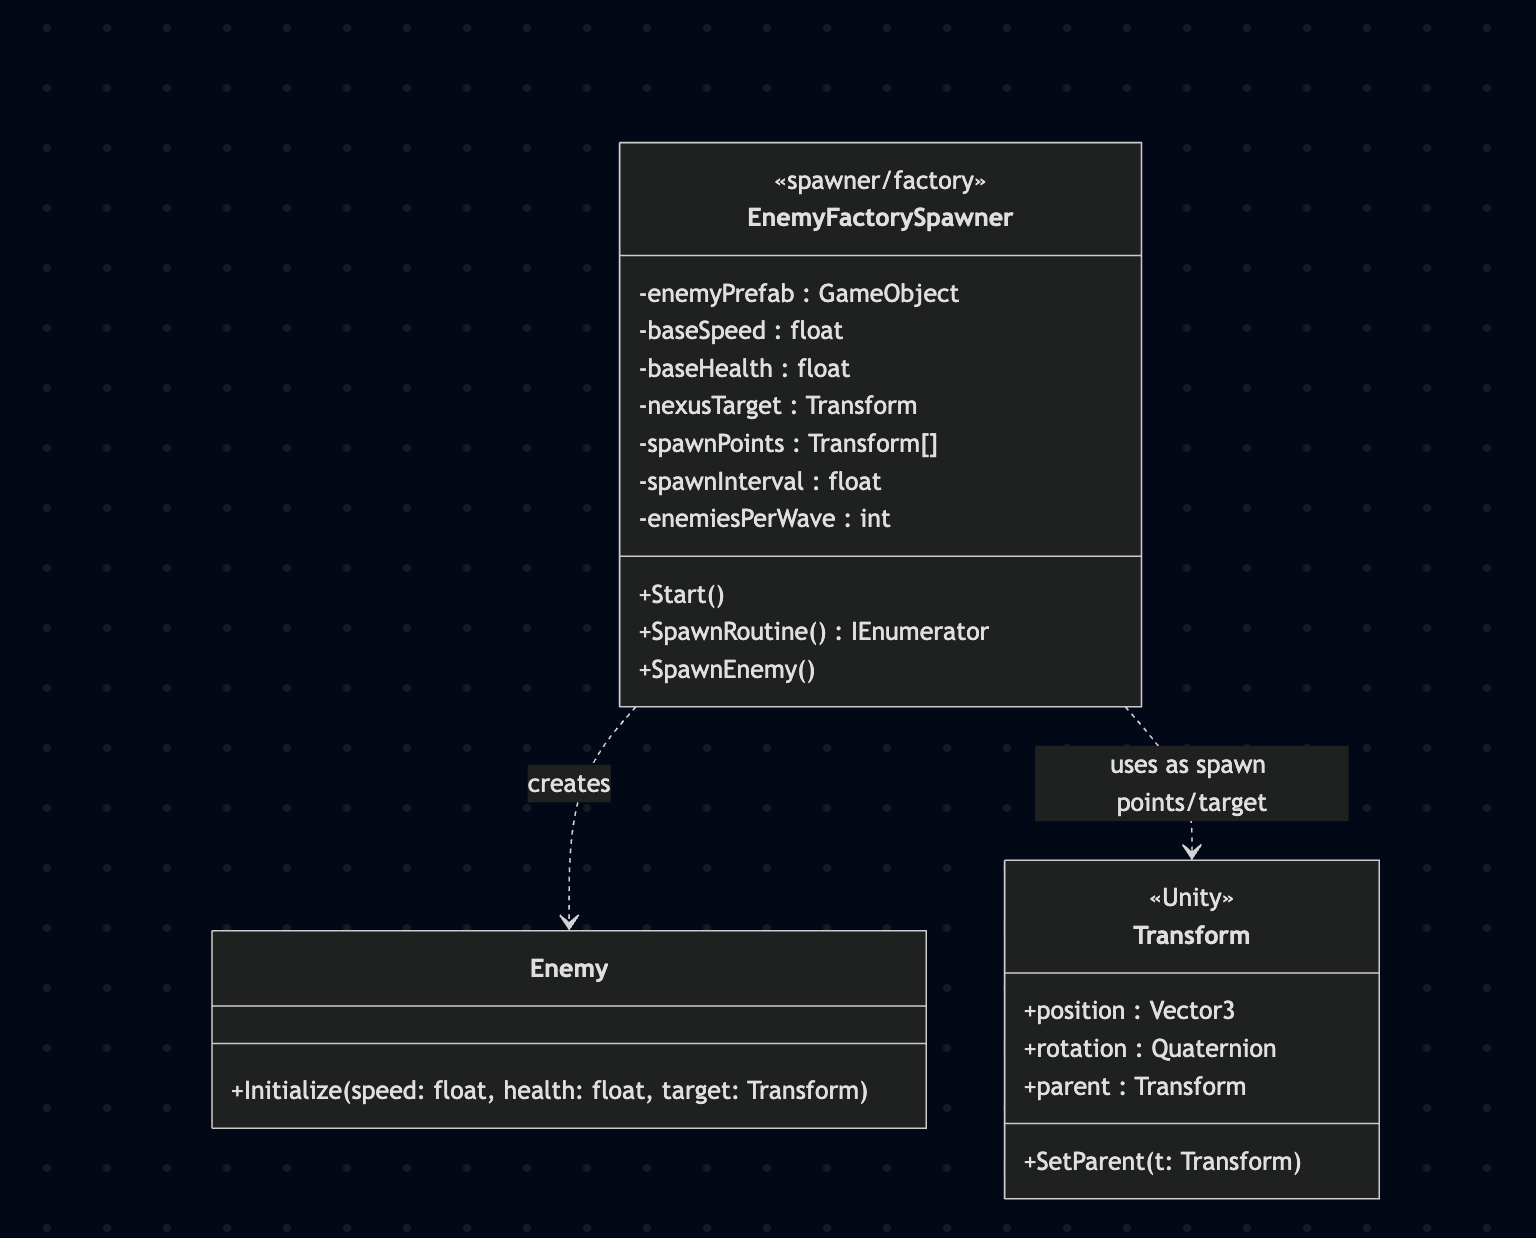 «spawner/factory»
EnemyFactorySpawner
-enemyPrefab : GameObject
-baseSpeed : float
-baseHealth : float
-nexusTarget : Transform
-spawnPoints : Transform[]
-spawnInterval : float
-enemiesPerWave : int
+Start()
+SpawnRoutine() : IEnumerator
+SpawnEnemy()
creates
uses as spawn
points/target
Enemy
+Initialize(speed: float, health: float, target: Transform)
«Unity»
Transform
+position : Vector3
+rotation : Quaternion
+parent : Transform
+SetParent(t: Transform)